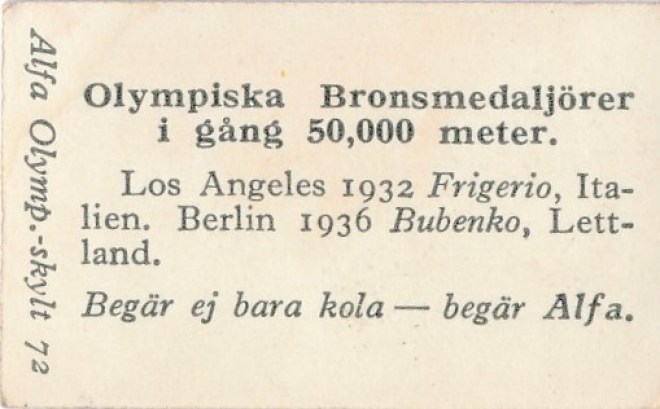 Alfa Olymp.-skylt 72
Olympiska Bronsmedaljörer
i gång 50,000 meter.
Los Angeles 1932 Frigerio, Ita-
lien. Berlin 1936 Bubenko, Lett-
land.
Begär ej bara kola — begär Alfa.